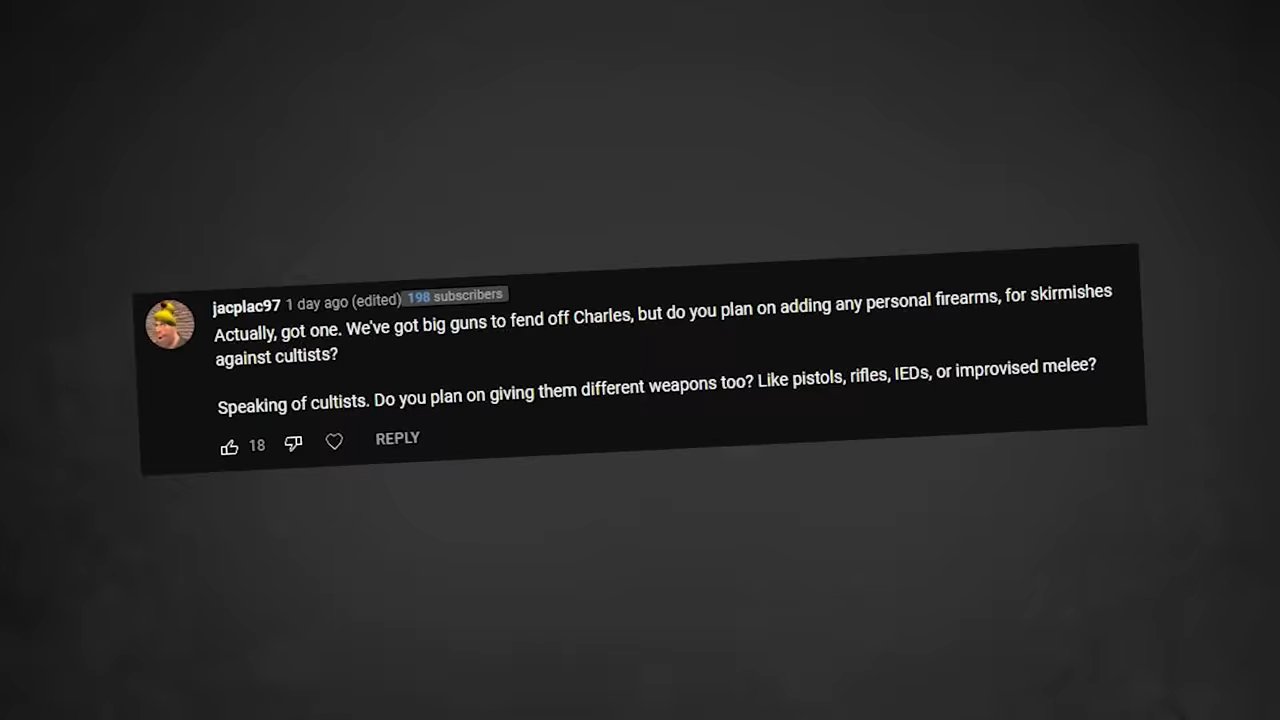 jacplac97 1 day ago (edited) 198 subscribers
Actually, got one. We've got big guns to fend off Charles, but do you plan on adding any personal firearms, for skirmishes
against cultists?
Speaking of cultists. Do you plan on giving them different weapons too? Like pistols, rifles, IEDs, or improvised melee?
18 REPLY